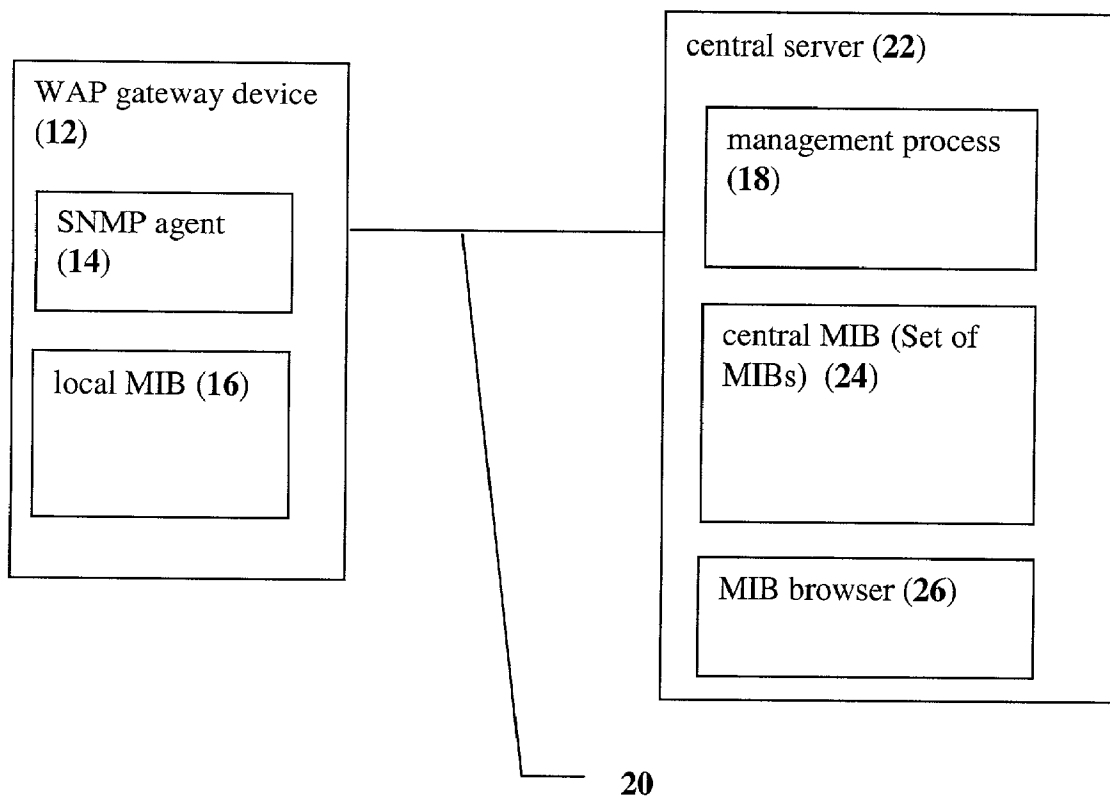 WAP gateway device
(12)
SNMP agent
(14)
local MIB (16)
central server (22)
management process
(18)
central MIB (Set of
MIBs) (24)
MIB browser (26)
20